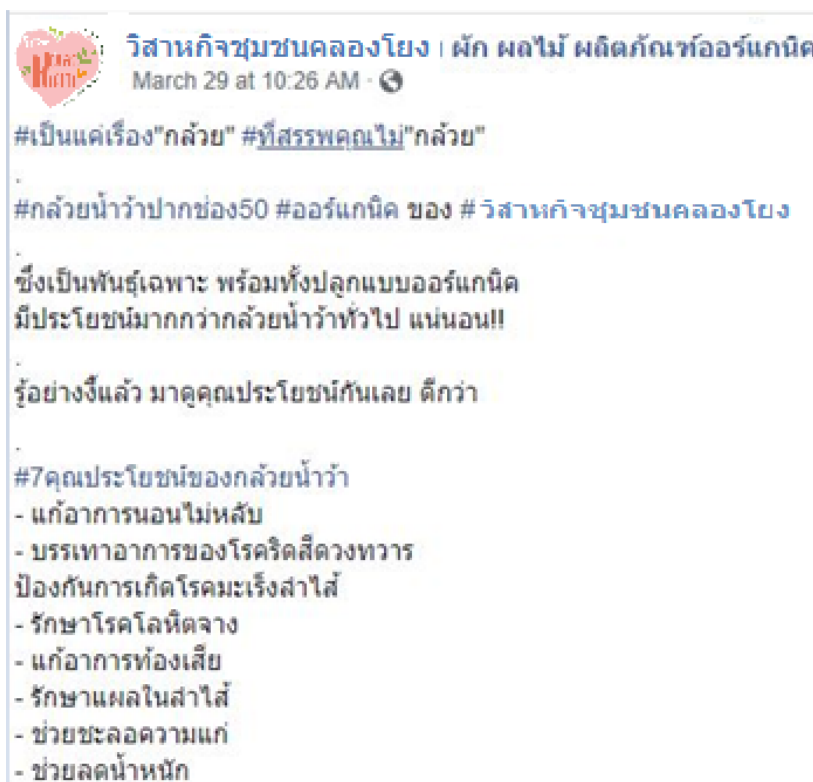 วิสาหกิจชุมชนคลองโยง | ผัก ผลไม้ ผลิตภัณฑ์ออร์แกนิค
March 29 at 10:26 AM ·
#เป็นแค่เรื่อง"กล้วย" #ที่สรรพคุณไม่"กล้วย"
.
#กล้วยน้ำว้าปากช่อง50 #ออร์แกนิค ของ #วิสาหกิจชุมชนคลองโยง
.
ซึ่งเป็นพันธุ์เฉพาะ พร้อมทั้งปลูกแบบออร์แกนิค
มีประโยชน์มากกว่ากล้วยน้ำว้าทั่วไป แน่นอน!!
.
รู้อย่างงี้แล้ว มาดูคุณประโยชน์กันเลย ดีกว่า
.
#7คุณประโยชน์ของกล้วยน้ำว้า
- แก้อาการนอนไม่หลับ
- บรรเทาอาการของโรคริดสีดวงทวาร
ป้องกันการเกิดโรคมะเร็งลำไส้
- รักษาโรคโลหิตจาง
- แก้อาการท้องเสีย
- รักษาแผลในลำไส้
- ช่วยชะลอความแก่
- ช่วยลดน้ำหนัก